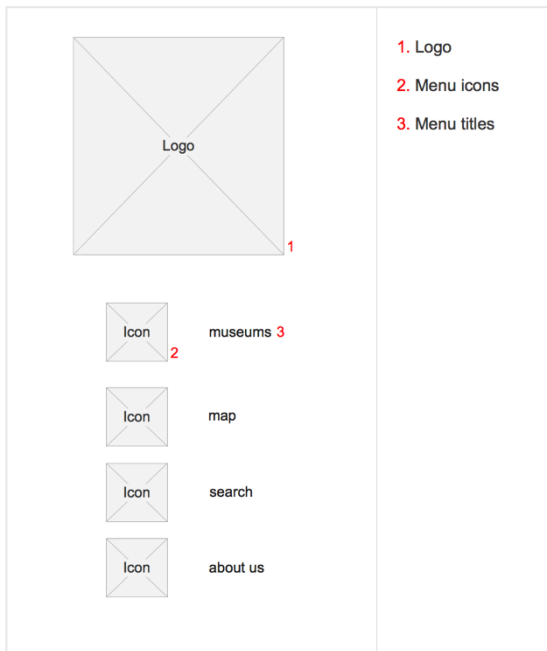 Logo
1
Icon
2
museums 3
Icon
map
Icon
search
Icon
about us
1. Logo
2. Menu icons
3. Menu titles